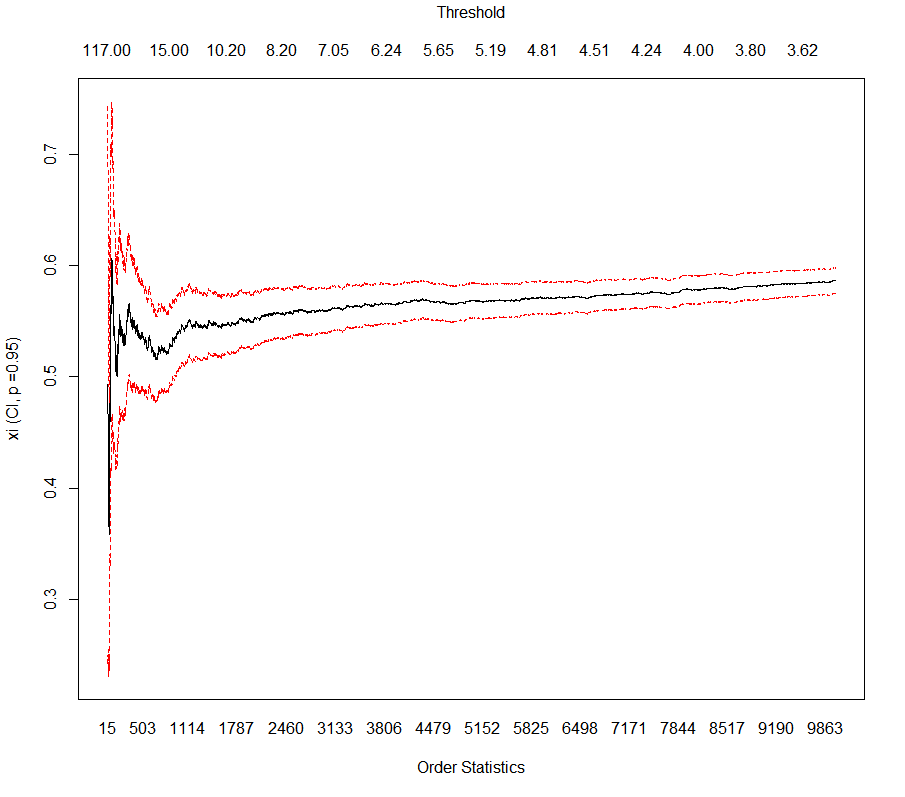 Threshold
117.00 15.00 10.20 8.20 7.05 6.24 5.65 5.19 4.81 4.51 4.24 4.00 3.80 3.62
0.7
0.6
0.5
0.4
0.3
xi (CI, p =0.95)
15 503 1114 1787 2460 3133 3806 4479 5152 5825 6498 7171 7844 8517 9190 9863
Order Statistics